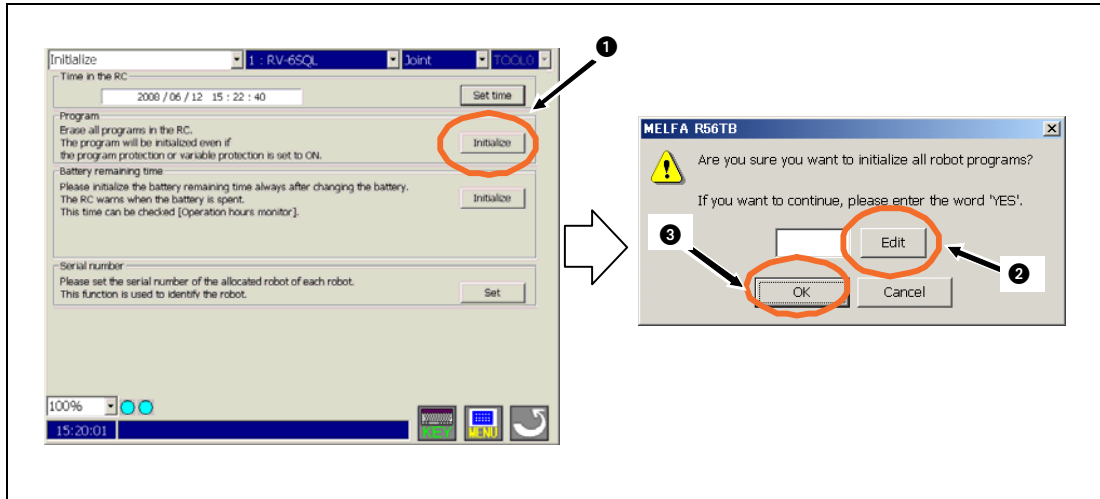 Initialize
1 : RV-6SQL
Joint
TOOL0
❶
Time in the RC
2008 / 06 / 12 15 : 22 : 40
Set time
Program
Erase all programs in the RC.
The program will be initialized even if
the program protection or variable protection is set to ON.
Initialize
Battery remaining time
Please initialize the battery remaining time always after changing the battery.
The RC warns when the battery is spent.
This time can be checked [Operation hours monitor].
Initialize
Serial number
Please set the serial number of the allocated robot of each robot.
This function is used to identify the robot.
Set
100%
15:20:01
KEY
MENU
MELFA R56TB
Are you sure you want to initialize all robot programs?
If you want to continue, please enter the word 'YES'.
❸
Edit
❷
OK
Cancel